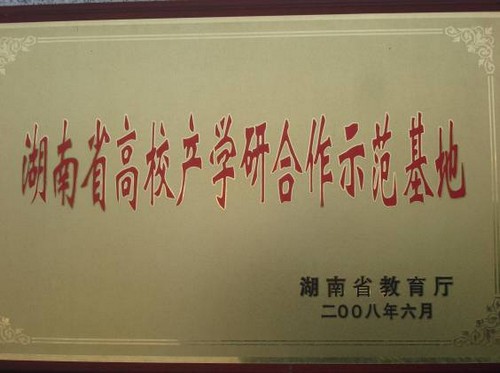 湖南省高校产学研合作示范基地
湖南省教育厅
二00八年六月